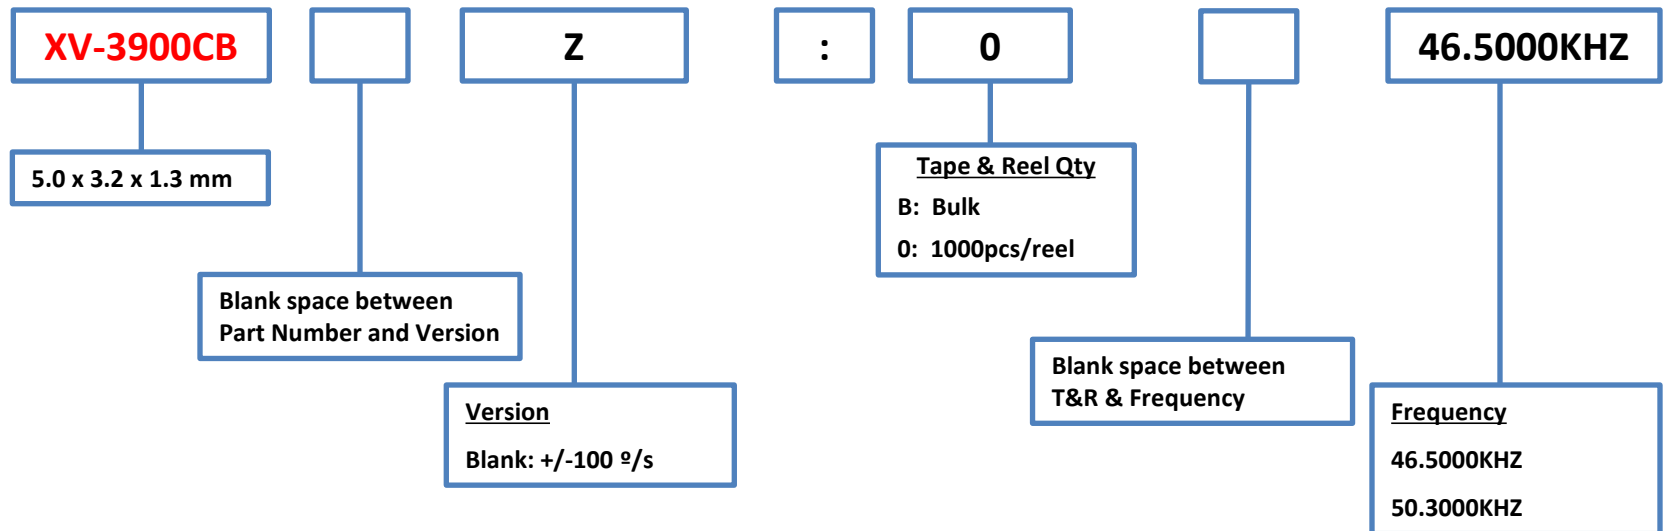 XV-3900CB Z : 0 46.5000KHZ
5.0 x 3.2 x 1.3 mm
Tape & Reel Qty
B: Bulk
0: 1000pcs/reel
Blank space between
Part Number and Version
Blank space between
T&R & Frequency
Version
Blank: +/-100 º/s
Frequency
46.5000KHZ
50.3000KHZ